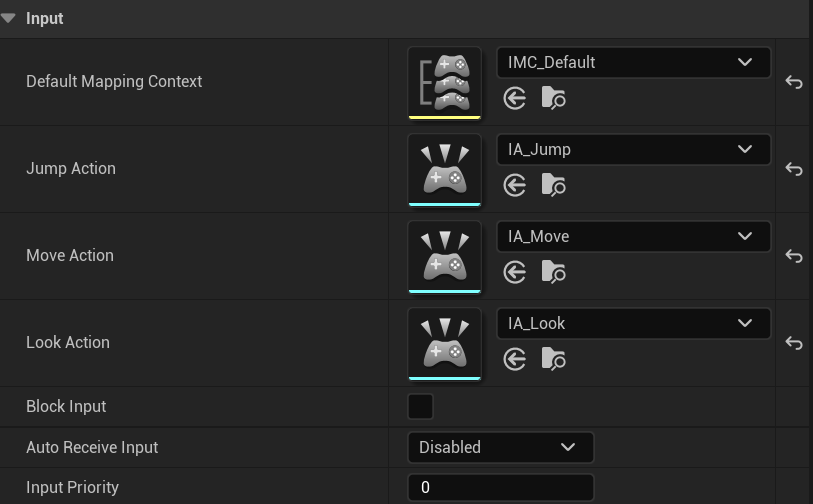 Input
Default Mapping Context
IMC_Default
Jump Action
IA_Jump
Move Action
IA_Move
Look Action
IA_Look
Block Input
Auto Receive Input
Disabled
Input Priority
0